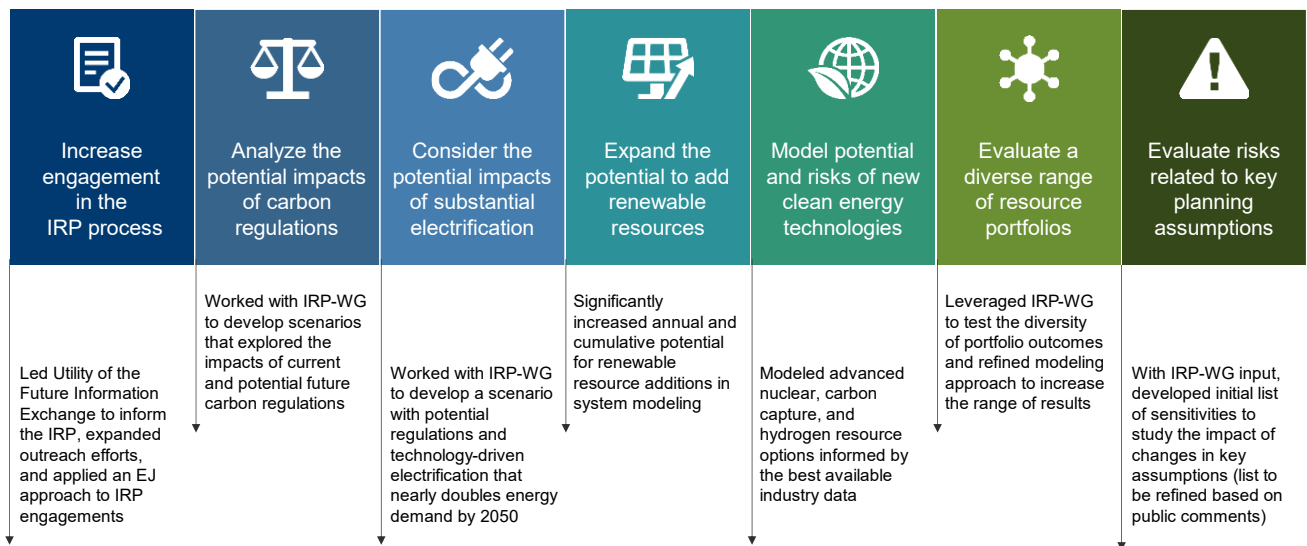 Increase
engagement
in the
IRP process
Analyze the
potential impacts
of carbon
regulations
Consider the
potential impacts
of substantial
electrification
Expand the
potential to add
renewable
resources
Model potential
and risks of new
clean energy
technologies
Evaluate a
diverse range
of resource
portfolios
Evaluate risks
related to key
planning
assumptions
Led Utility of the
Future Information
Exchange to inform
the IRP, expanded
outreach efforts,
and applied an EJ
approach to IRP
engagements
Worked with IRP-WG
to develop scenarios
that explored the
impacts of current
and potential future
carbon regulations
Worked with IRP-WG
to develop a scenario
with potential
regulations and
technology-driven
electrification that
nearly doubles energy
demand by 2050
Significantly
increased annual and
cumulative potential
for renewable
resource additions in
system modeling
Modeled advanced
nuclear, carbon
capture, and
hydrogen resource
options informed by
the best available
industry data
Leveraged IRP-WG
to test the diversity
of portfolio outcomes
and refined modeling
approach to increase
the range of results
With IRP-WG input,
developed initial list
of sensitivities to
study the impact of
changes in key
assumptions (list to
be refined based on
public comments)